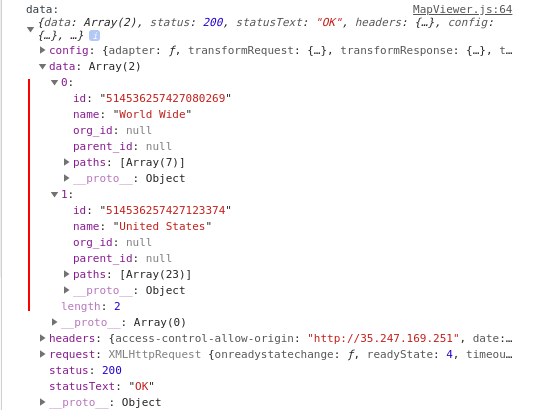 data: MapViewer.js:64
{data: Array(2), status: 200, statusText: "OK", headers: {…}, config:
{…}, …} i
config: {adapter: ƒ, transformRequest: {…}, transformResponse: {…}, t…
data: Array(2)
0:
id: "514536257427080269"
name: "World Wide"
org_id: null
parent_id: null
paths: [Array(7)]
__proto__: Object
1:
id: "514536257427123374"
name: "United States"
org_id: null
parent_id: null
paths: [Array(23)]
__proto__: Object
length: 2
__proto__: Array(0)
headers: {access-control-allow-origin: "http://35.247.169.251", date:…
request: XMLHttpRequest {onreadystatechange: ƒ, readyState: 4, timeou…
status: 200
statusText: "OK"
__proto__: Object